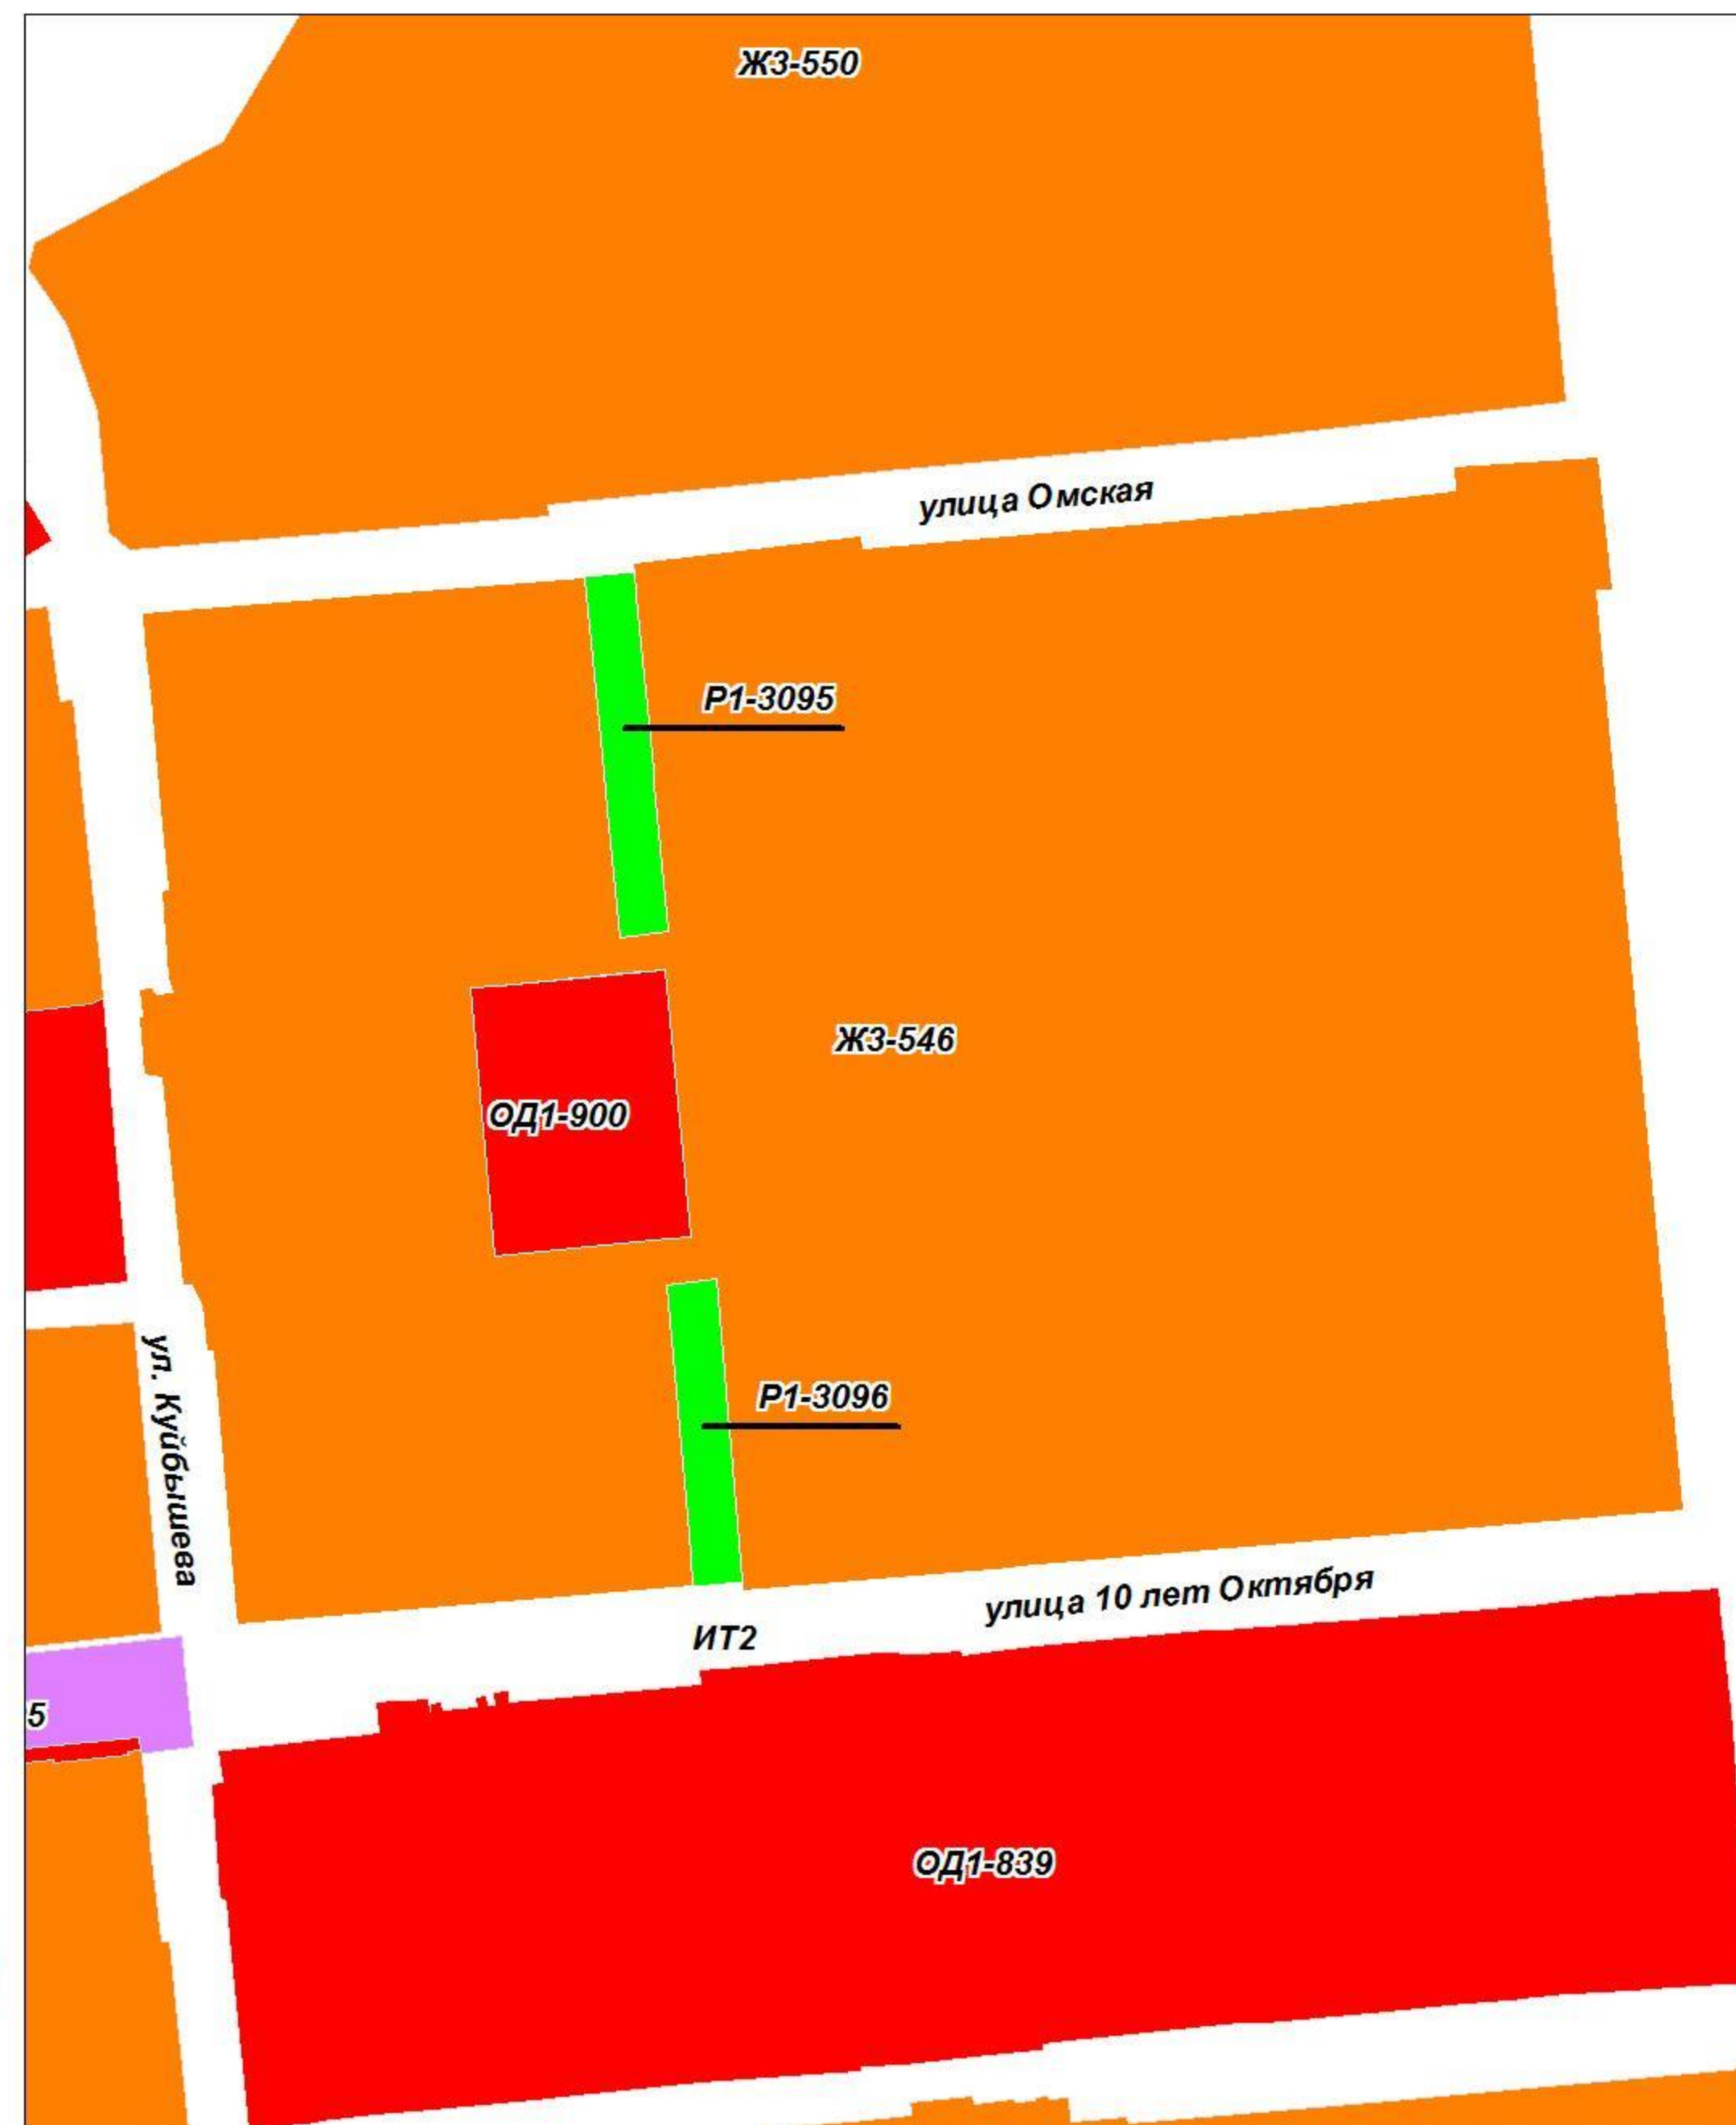 ЖЗ-550
улица Омская
Р1-3095
ЖЗ-546
ОД1-900
Р1-3096
ул. Куйбышева
улица 10 лет Октября
ИТ2
5
ОД1-839